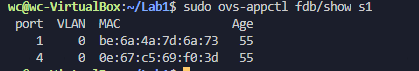 wc@wc-VirtualBox:~/Lab1$ sudo ovs-appctl fdb/show s1
port VLAN MAC Age
1 0 be:6a:4a:7d:6a:73 55
4 0 0e:67:c5:69:f0:3d 55